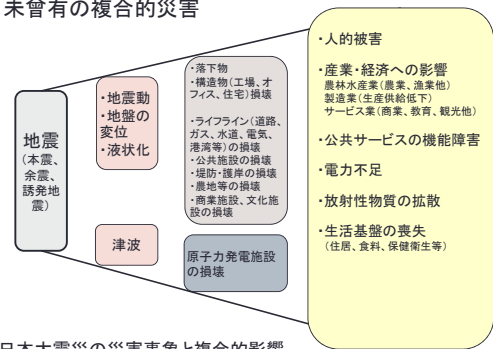 未曾有の複合的災害
地震
(本震、
余震、
誘発地
震)
・地震動
・地盤の
変位
・液状化
津波
・落下物
・構造物(工場、オ
フィス、住宅)損壊
・ライフライン(道路、
ガス、水道、電気、
港湾等)の損壊
・公共施設の損壊
・堤防・護岸の損壊
・農地等の損壊
・商業施設、文化施
設の損壊
原子力発電施設
の損壊
・人的被害
・産業・経済への影響
農林水産業(農業、漁業他)
製造業(生産供給低下)
サービス業(商業、教育、観光他)
・公共サービスの機能障害
・電力不足
・放射性物質の拡散
・生活基盤の喪失
(住居、食料、保健衛生等)
日本大震災の災害事象と複合的影響